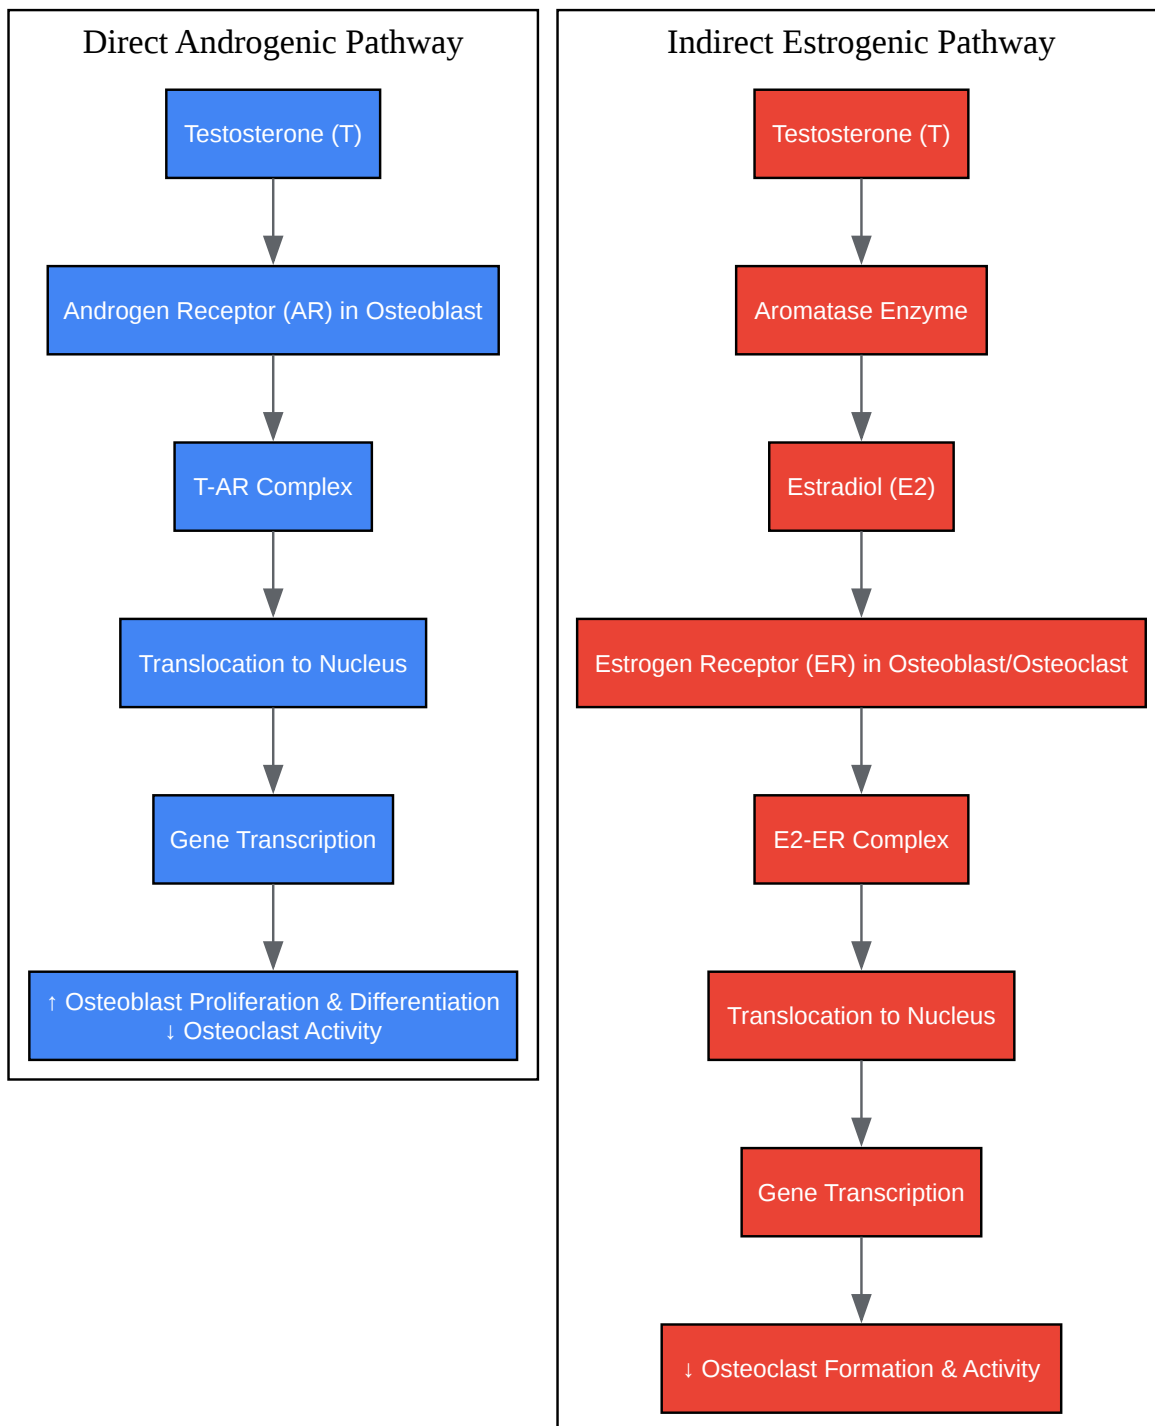 Direct Androgenic Pathway
Testosterone (T)
Androgen Receptor (AR) in Osteoblast
T-AR Complex
Translocation to Nucleus
Gene Transcription
↑ Osteoblast Proliferation & Differentiation
↓ Osteoclast Activity
Indirect Estrogenic Pathway
Testosterone (T)
Aromatase Enzyme
Estradiol (E2)
Estrogen Receptor (ER) in Osteoblast/Osteoclast
E2-ER Complex
Translocation to Nucleus
Gene Transcription
↓ Osteoclast Formation & Activity